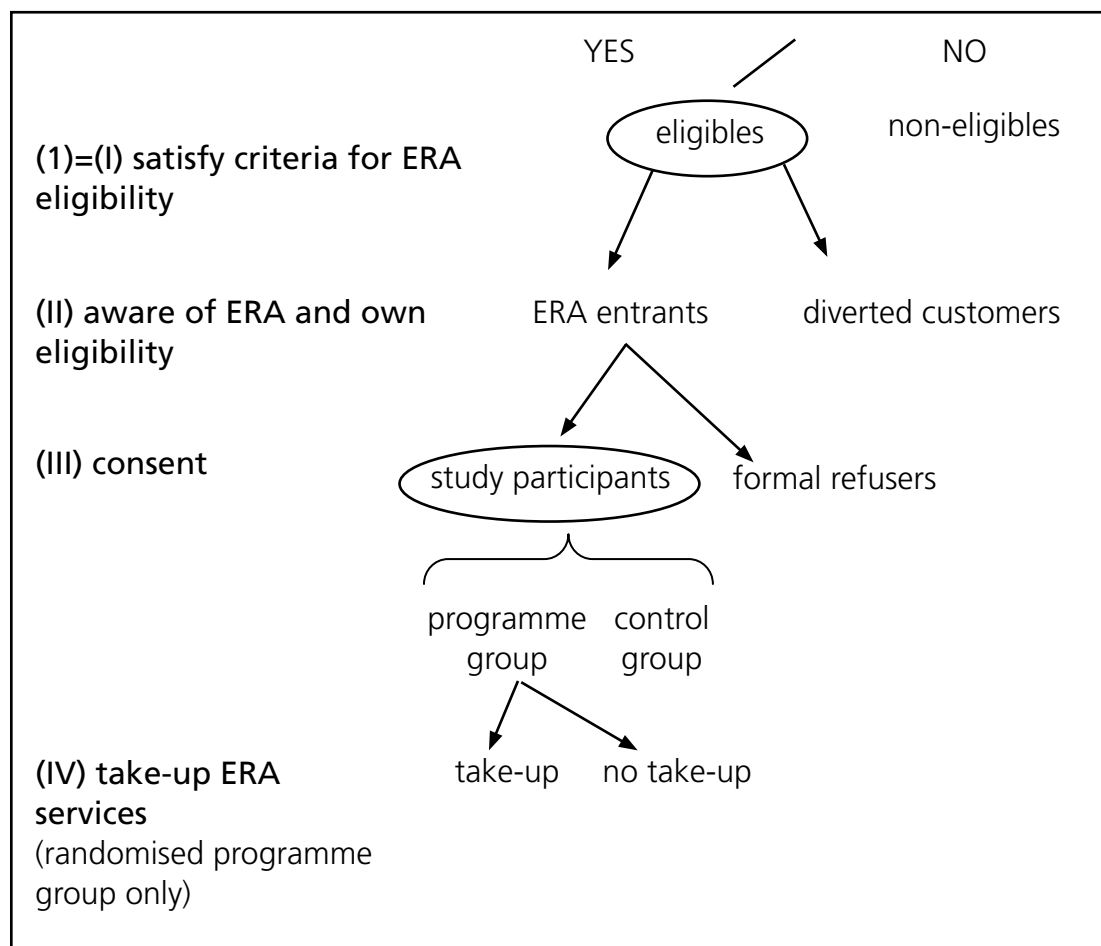 YES NO
eligibles non-eligibles
(1)=(I) satisfy criteria for ERA
eligibility
(II) aware of ERA and own
eligibility
ERA entrants diverted customers
(III) consent
study participants formal refusers
programme
group
control
group
(IV) take-up ERA
services
(randomised programme
group only)
take-up no take-up